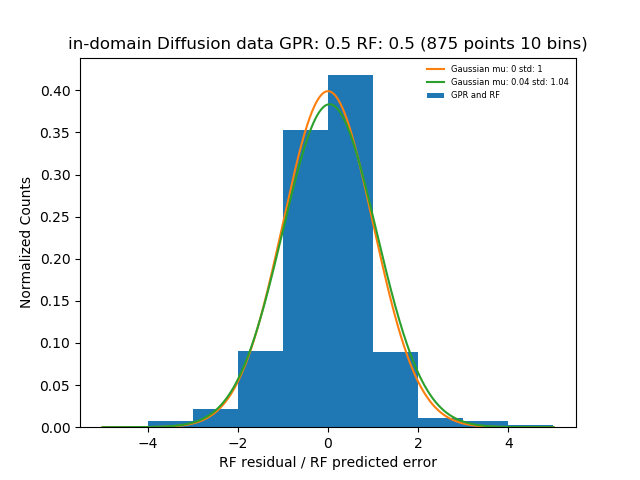 in-domain Diffusion data GPR: 0.5 RF: 0.5 (875 points 10 bins)
Gaussian mu: 0 std: 1
Gaussian mu: 0.04 std: 1.04
GPR and RF
Normalized Counts
0.40
0.35
0.30
0.25
0.20
0.15
0.10
0.05
0.00
−4 −2 0 2 4
RF residual / RF predicted error